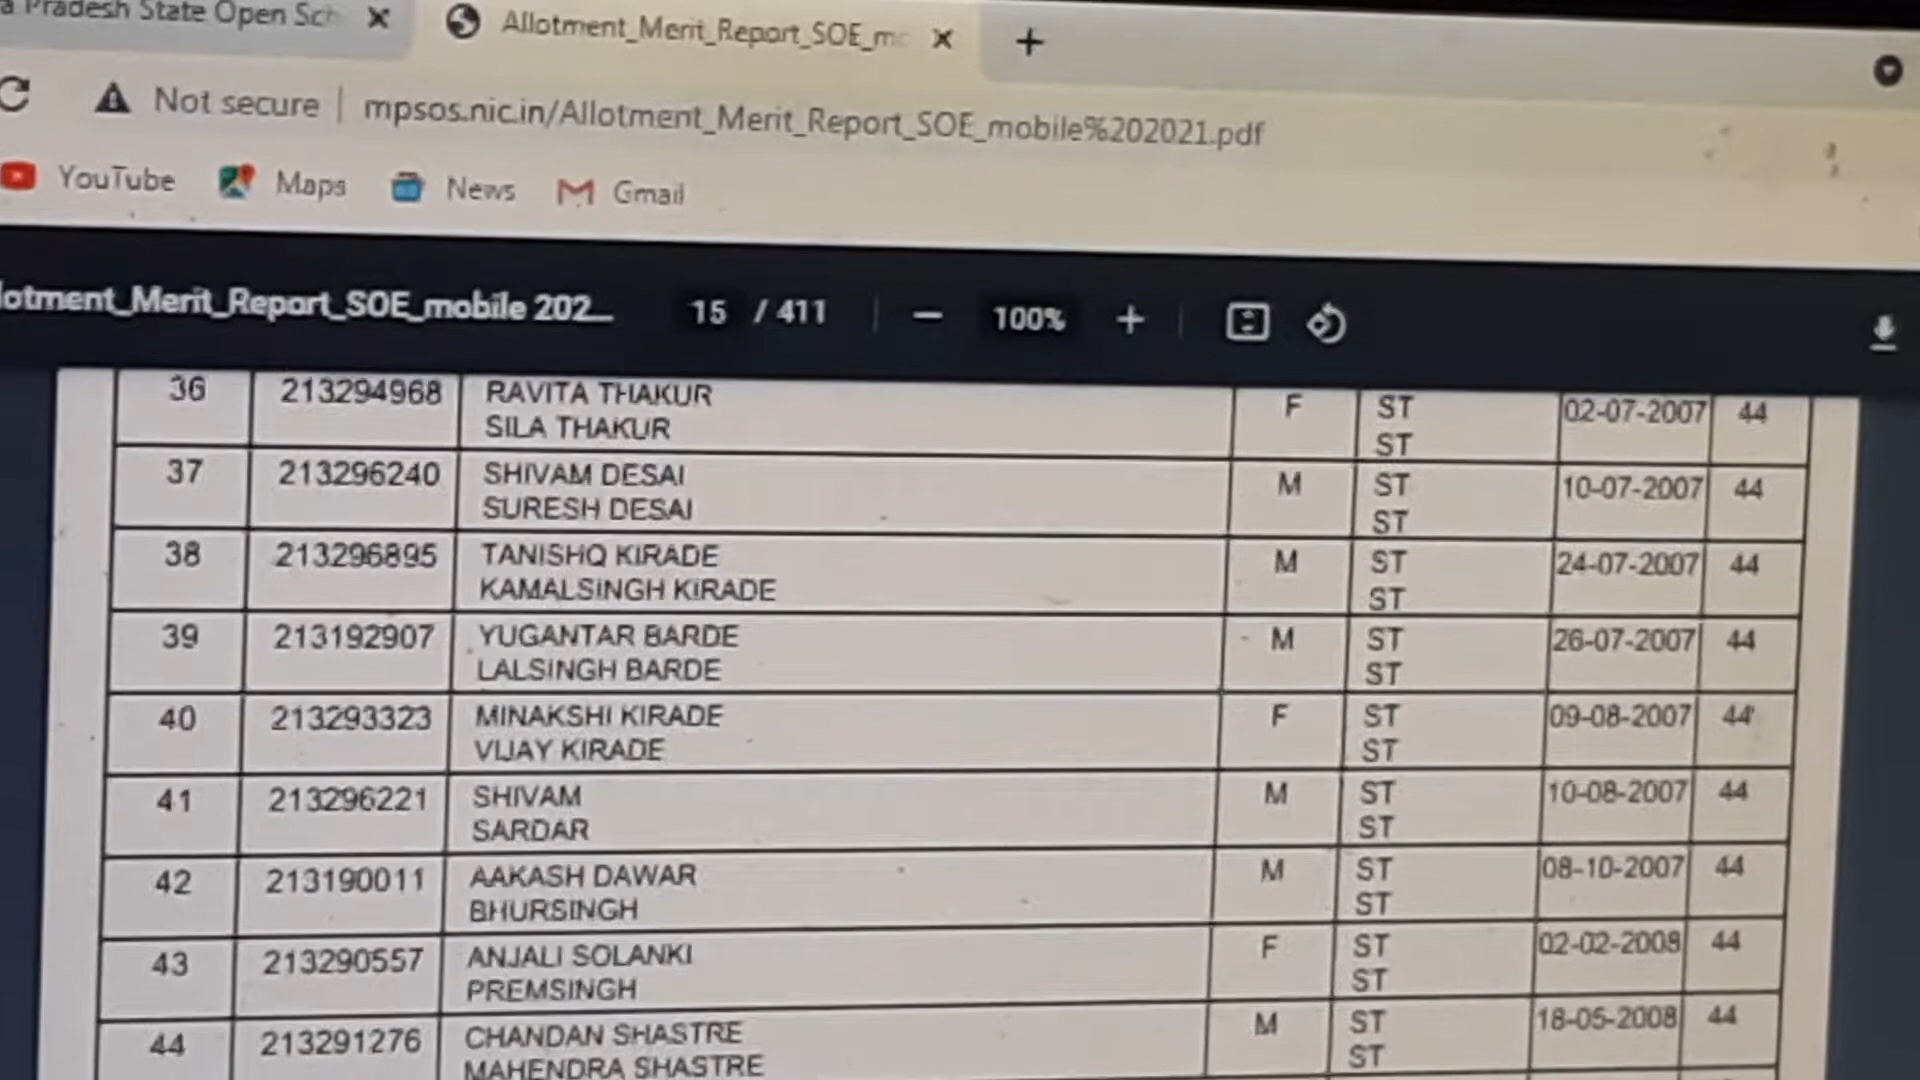 a Pradesh State Open Sch
Allotment_Merit_Report_SOE_mo
Not secure | mpsos.nic.in/Allotment_Merit_Report_SOE_mobile%202021.pdf
YouTube Maps News Gmail
lotment_Merit_Report_SOE_mobile 202... 15 / 411 — 100% +
36 213294968 RAVITA THAKUR F ST 02-07-2007 44
SILA THAKUR ST
37 213296240 SHIVAM DESAI M ST 10-07-2007 44
SURESH DESAI ST
38 213296895 TANISHQ KIRADE M ST 24-07-2007 44
KAMALSINGH KIRADE ST
39 213192907 YUGANTAR BARDE M ST 26-07-2007 44
LALSINGH BARDE ST
40 213293323 MINAKSHI KIRADE F ST 09-08-2007 44
VIJAY KIRADE ST
41 213296221 SHIVAM M ST 10-08-2007 44
SARDAR ST
42 213190011 AAKASH DAWAR M ST 08-10-2007 44
BHURSINGH ST
43 213290557 ANJALI SOLANKI F ST 02-02-2008 44
PREMSINGH ST
44 213291276 CHANDAN SHASTRE M ST 18-05-2008 44
MAHENDRA SHASTRE ST